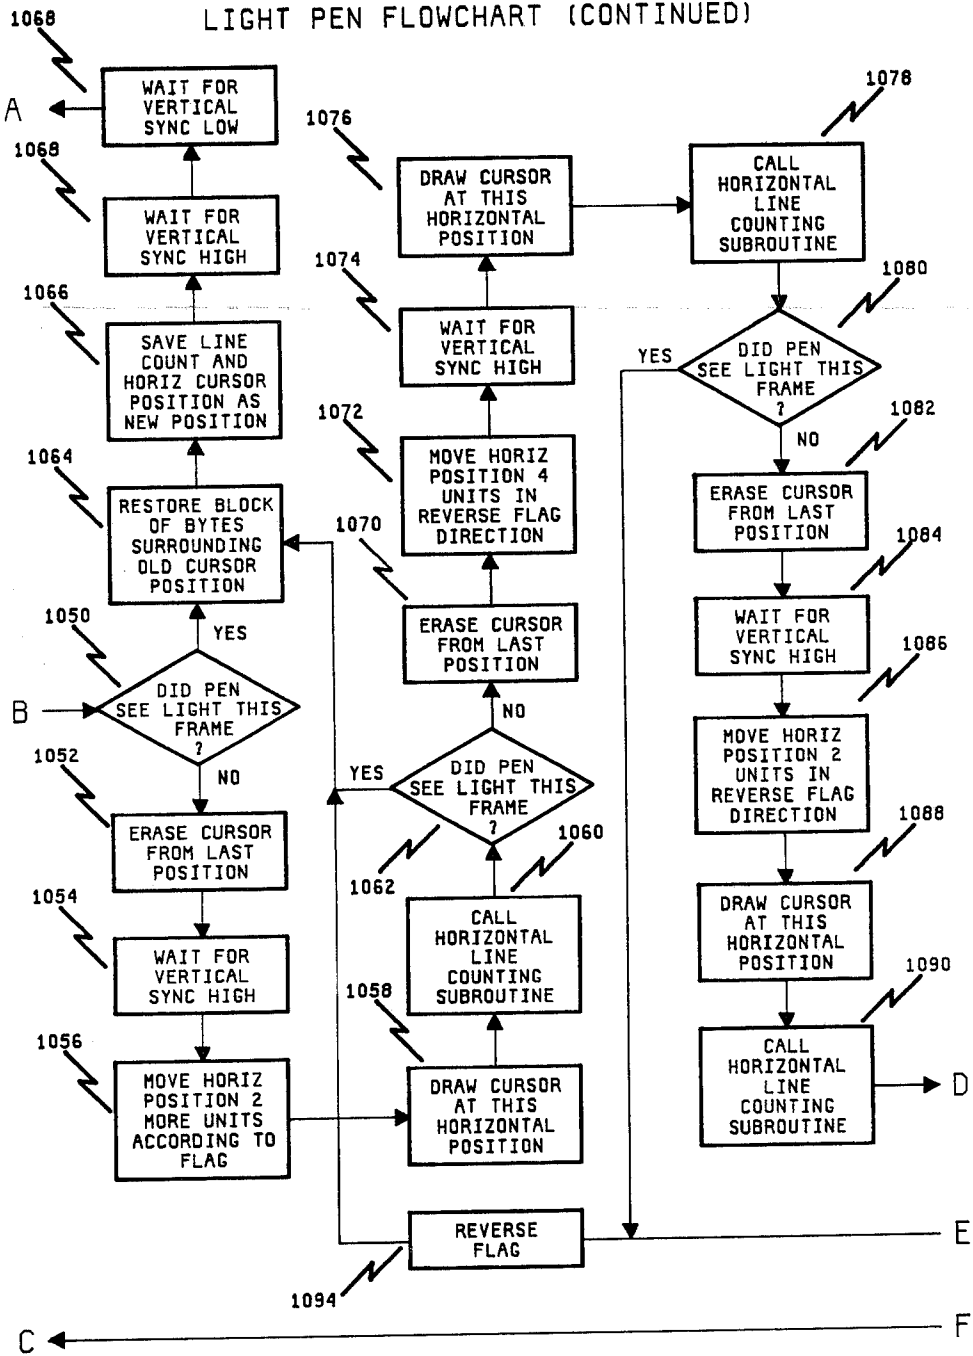 LIGHT PEN FLOWCHART (CONTINUED)
1068
WAIT FOR
VERTICAL
SYNC LOW
A
1068
WAIT FOR
VERTICAL
SYNC HIGH
1066
SAVE LINE
COUNT AND
HORIZ CURSOR
POSITION AS
NEW POSITION
1064
RESTORE BLOCK
OF BYTES
SURROUNDING
OLD CURSOR
POSITION
1050
YES
B
DID PEN
SEE LIGHT THIS
FRAME
?
NO
1052
ERASE CURSOR
FROM LAST
POSITION
1054
WAIT FOR
VERTICAL
SYNC HIGH
1056
MOVE HORIZ
POSITION 2
MORE UNITS
ACCORDING TO
FLAG
1076
DRAW CURSOR
AT THIS
HORIZONTAL
POSITION
1074
WAIT FOR
VERTICAL
SYNC HIGH
1072
MOVE HORIZ
POSITION 4
UNITS IN
REVERSE FLAG
DIRECTION
1070
ERASE CURSOR
FROM LAST
POSITION
NO
YES
DID PEN
SEE LIGHT THIS
FRAME
?
1062
1060
CALL
HORIZONTAL
LINE
COUNTING
SUBROUTINE
1058
DRAW CURSOR
AT THIS
HORIZONTAL
POSITION
1078
CALL
HORIZONTAL
LINE
COUNTING
SUBROUTINE
1080
YES
DID PEN
SEE LIGHT THIS
FRAME
?
NO
1082
ERASE CURSOR
FROM LAST
POSITION
1084
WAIT FOR
VERTICAL
SYNC HIGH
1086
MOVE HORIZ
POSITION 2
UNITS IN
REVERSE FLAG
DIRECTION
1088
DRAW CURSOR
AT THIS
HORIZONTAL
POSITION
1090
CALL
HORIZONTAL
LINE
COUNTING
SUBROUTINE
D
REVERSE
FLAG
E
1094
C
F